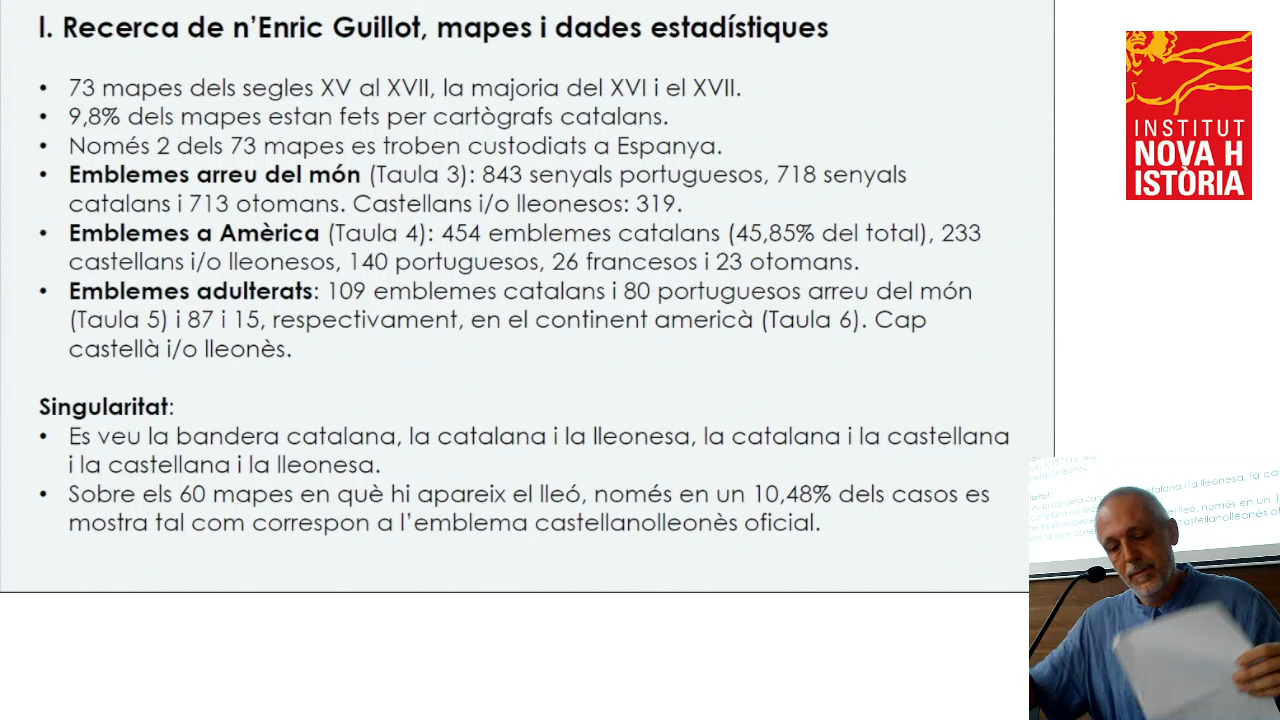 I. Recerca de n'Enric Guillot, mapes i dades estadístiques
• 73 mapes dels segles XV al XVII, la majoria del XVI i el XVII.
• 9,8% dels mapes estan fets per cartògrafs catalans.
• Només 2 dels 73 mapes es troben custodiats a Espanya.
• Emblemes arreu del món (Taula 3): 843 senyals portuguesos, 718 senyals
catalans i 713 otomans. Castellans i/o lleonesos: 319.
• Emblemes a Amèrica (Taula 4): 454 emblemes catalans (45,85% del total), 233
castellans i/o lleonesos, 140 portuguesos, 26 francesos i 23 otomans.
• Emblemes adulterats: 109 emblemes catalans i 80 portuguesos arreu del món
(Taula 5) i 87 i 15, respectivament, en el continent americà (Taula 6). Cap
castellà i/o lleonès.
Singularitat:
• Es veu la bandera catalana, la catalana i la lleonesa, la catalana i la castellana
i la castellana i la lleonesa.
• Sobre els 60 mapes en què hi apareix el lleó, només en un 10,48% dels casos es
mostra tal com correspon a l'emblema castellanolleonès oficial.
INSTITUT
NOVA H
ISTÒRIA